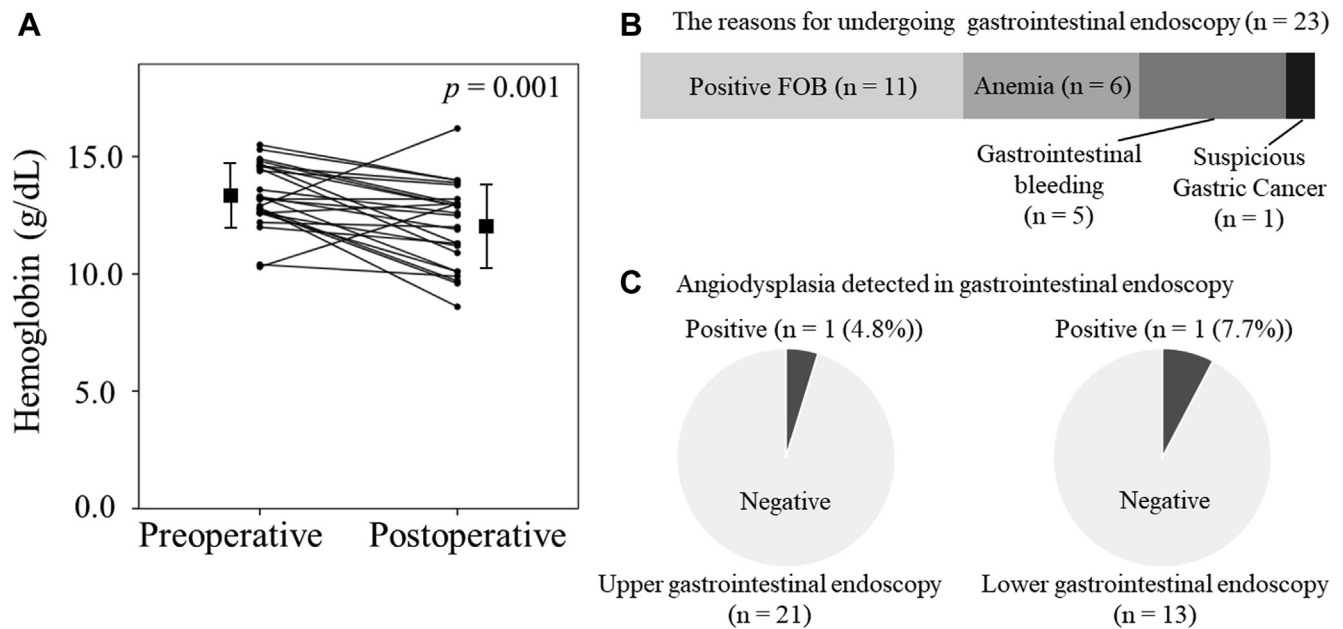 A
p = 0.001
Hemoglobin (g/dL)
15.0
10.0
5.0
0.0
Preoperative
Postoperative
B
The reasons for undergoing gastrointestinal endoscopy (n = 23)
Positive FOB (n = 11)
Anemia (n = 6)
Gastrointestinal
bleeding
(n = 5)
Suspicious
Gastric Cancer
(n = 1)
C
Angiodysplasia detected in gastrointestinal endoscopy
Positive (n = 1 (4.8%))
Negative
Upper gastrointestinal endoscopy
(n = 21)
Positive (n = 1 (7.7%))
Negative
Lower gastrointestinal endoscopy
(n = 13)